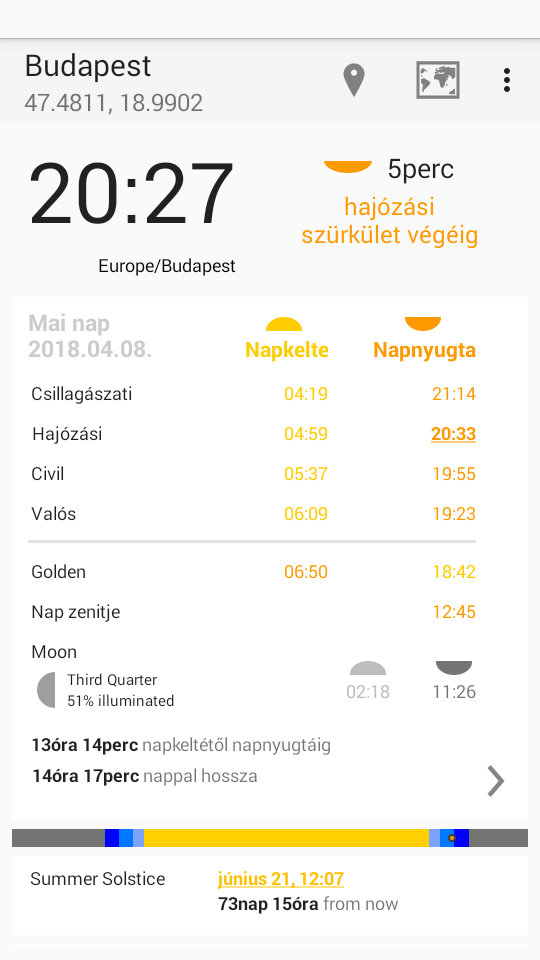 Budapest
47.4811, 18.9902
20:27
5perc
hajózási
szürkület végéig
Europe/Budapest
Mai nap
2018.04.08.
Napkelte
Napnyugta
Csillagászati 04:19 21:14
Hajózási 04:59 20:33
Civil 05:37 19:55
Valós 06:09 19:23
Golden 06:50 18:42
Nap zenitje 12:45
Moon
Third Quarter
51% illuminated
02:18 11:26
13óra 14perc napkeltétől napnyugtáig
14óra 17perc nappal hossza
Summer Solstice június 21, 12:07
73nap 15óra from now